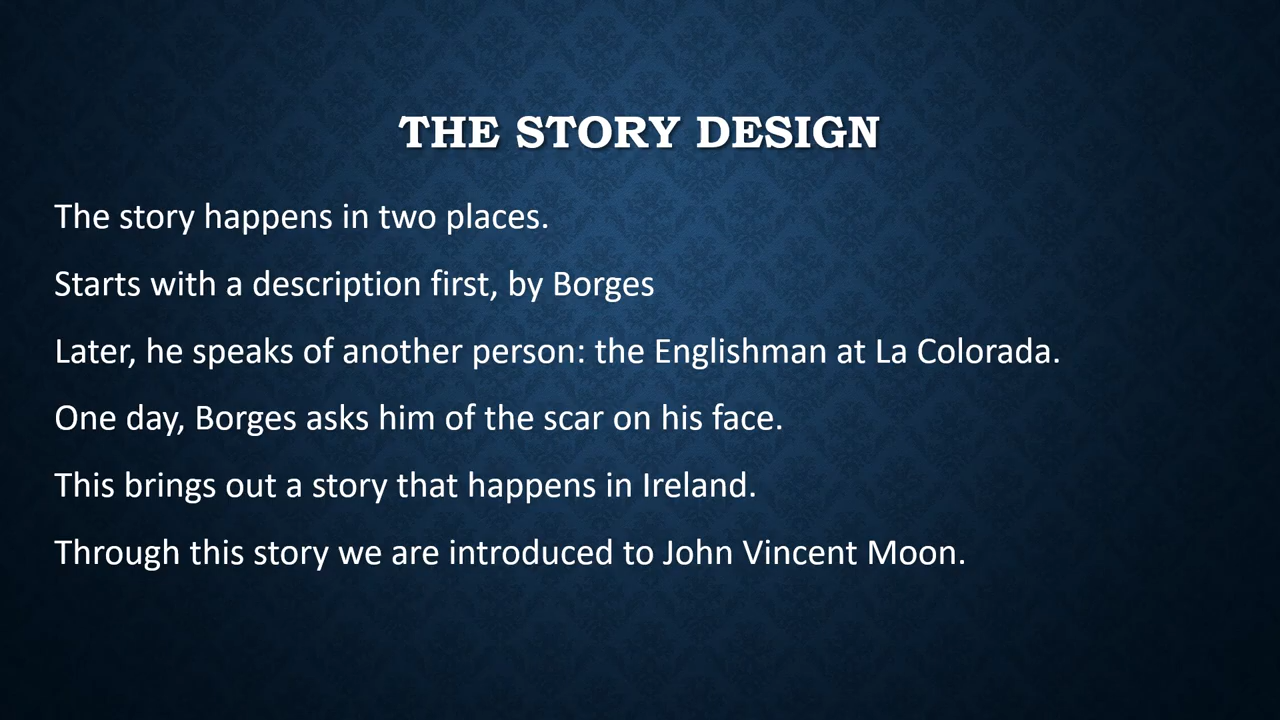 THE STORY DESIGN
The story happens in two places.
Starts with a description first, by Borges
Later, he speaks of another person: the Englishman at La Colorada.
One day, Borges asks him of the scar on his face.
This brings out a story that happens in Ireland.
Through this story we are introduced to John Vincent Moon.